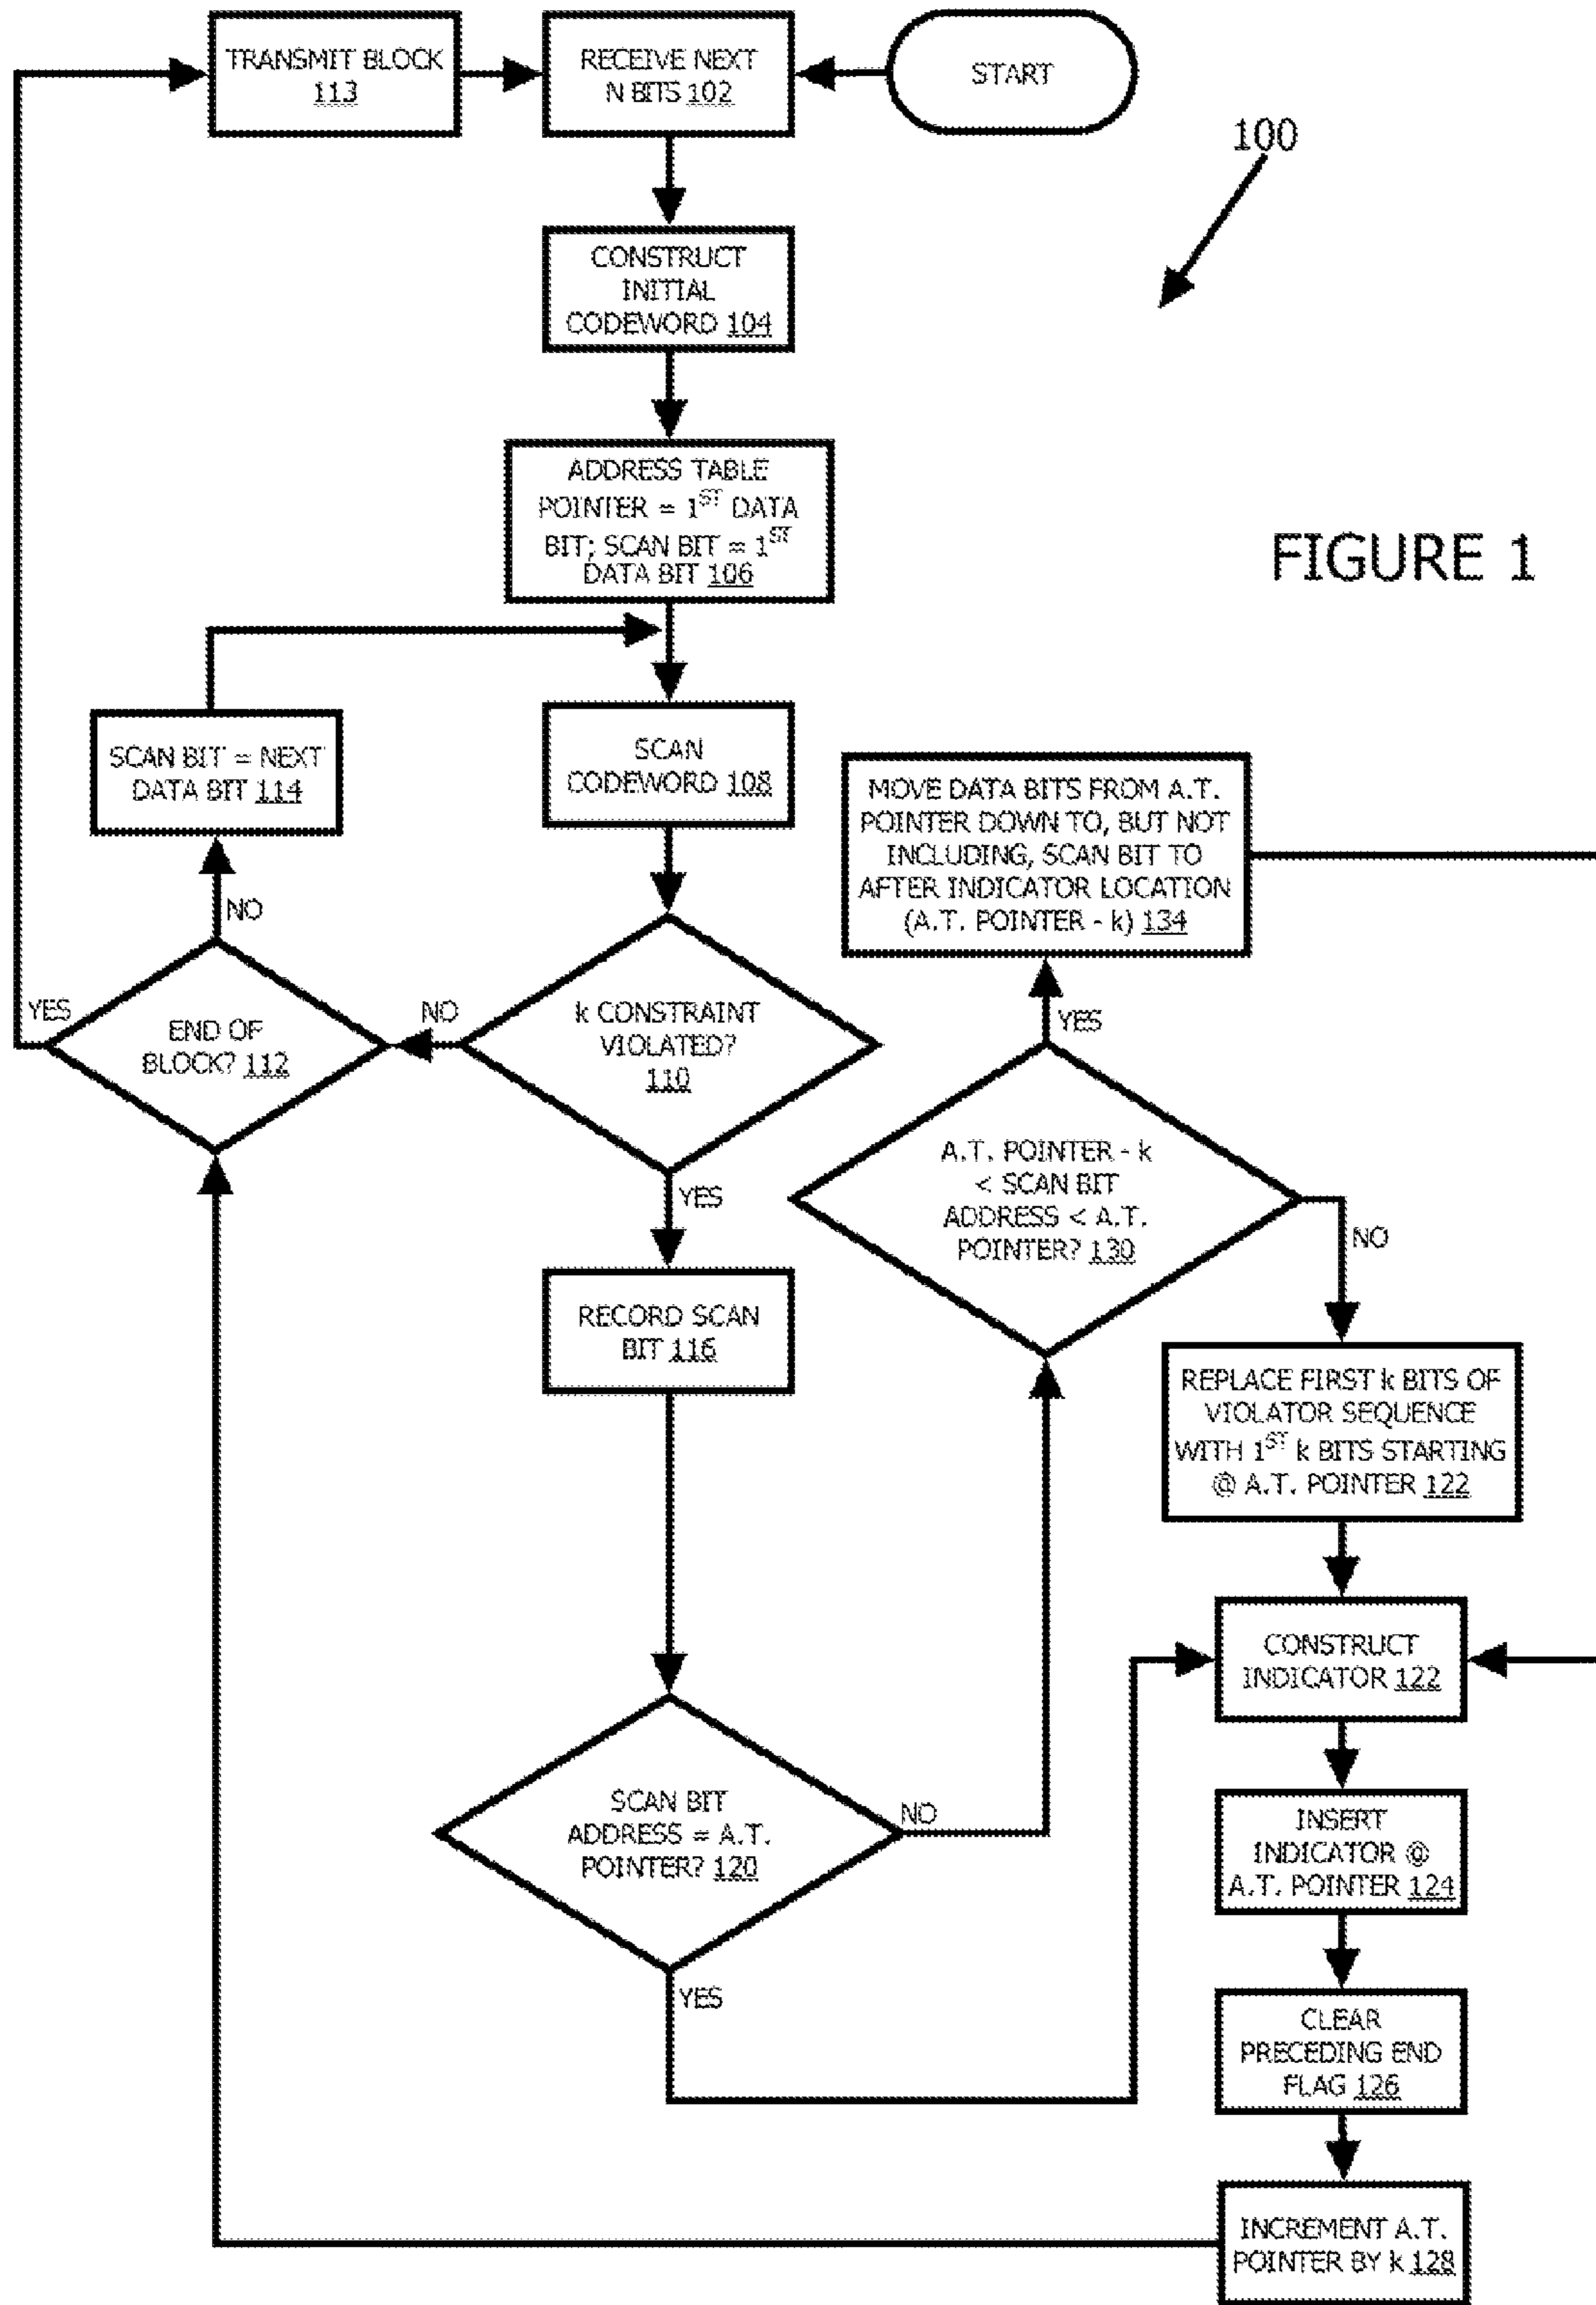 TRANSMIT BLOCK
113
RECEIVE NEXT
N BITS 102
START
100
CONSTRUCT
INITIAL
CODEWORD 104
ADDRESS TABLE
POINTER = 1ST DATA
BIT; SCAN BIT = 1ST
DATA BIT 106
FIGURE 1
SCAN BIT = NEXT
DATA BIT 114
SCAN
CODEWORD 108
MOVE DATA BITS FROM A.T.
POINTER DOWN TO, BUT NOT
INCLUDING, SCAN BIT TO
AFTER INDICATOR LOCATION
(A.T. POINTER - k) 134
NO
YES
END OF
BLOCK? 112
NO
k CONSTRAINT
VIOLATED?
110
YES
YES
A.T. POINTER - k
< SCAN BIT
ADDRESS < A.T.
POINTER? 130
NO
RECORD SCAN
BIT 116
REPLACE FIRST k BITS OF
VIOLATOR SEQUENCE
WITH 1ST k BITS STARTING
@ A.T. POINTER 122
CONSTRUCT
INDICATOR 122
SCAN BIT
ADDRESS = A.T.
POINTER? 120
NO
YES
INSERT
INDICATOR @
A.T. POINTER 124
CLEAR
PRECEDING END
FLAG 126
INCREMENT A.T.
POINTER BY k 128